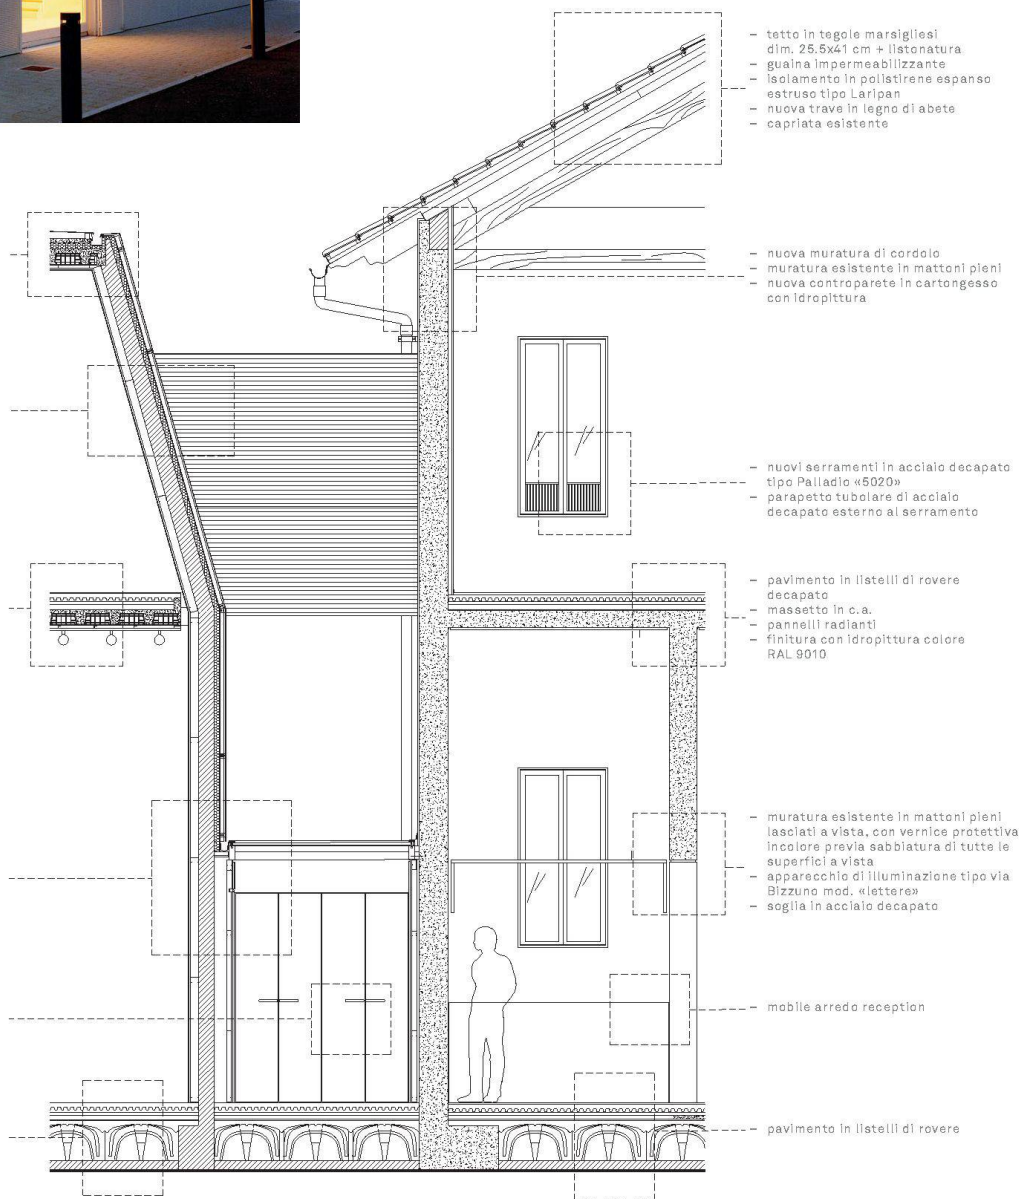 – tetto in tegole marsigliesi
dim. 25.5x41 cm + listonatura
– guaina impermeabilizzante
– isolamento in polistirene espanso
estruso tipo Laripan
– nuova trave in legno di abete
– capriata esistente
– nuova muratura di cordolo
– muratura esistente in mattoni pieni
– nuova controparete in cartongesso
con idropittura
– nuovi serramenti in acciaio decapato
tipo Palladio «5020»
– parapetto tubolare di acciaio
decapato esterno al serramento
– pavimento in listelli di rovere
decapato
– massetto in c.a.
– pannelli radianti
– finitura con idropittura colore
RAL 9010
– muratura esistente in mattoni pieni
lasciati a vista, con vernice protettiva
incolore previa sabbiatura di tutte le
superfici a vista
– apparecchio di illuminazione tipo via
Bizzuno mod. «lettere»
– soglia in acciaio decapato
– mobile arredo reception
– pavimento in listelli di rovere